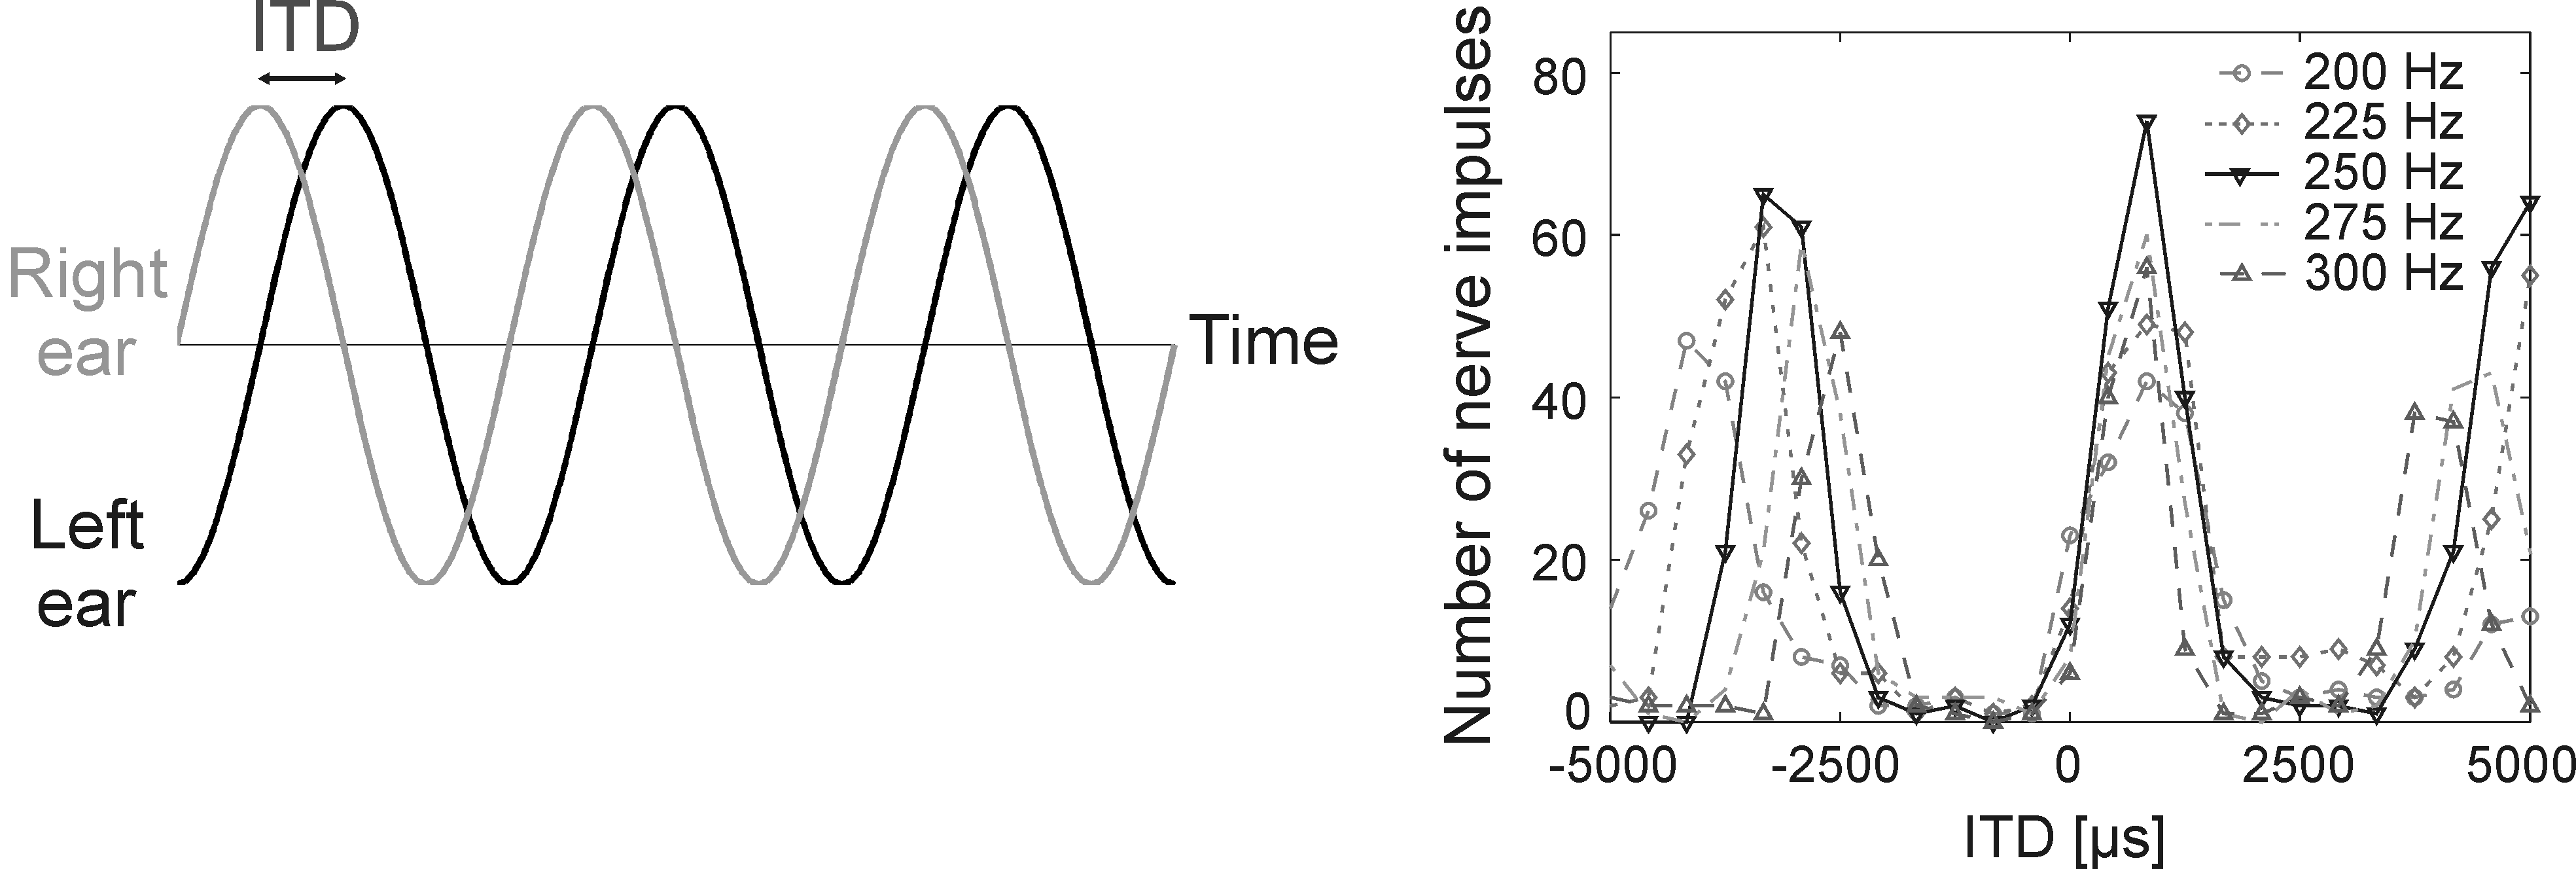 ITD
Right
ear
Left
ear
Time
Number of nerve impulses
80
60
40
20
0
200 Hz
225 Hz
250 Hz
275 Hz
300 Hz
-5000
-2500
0
2500
5000
ITD [µs]